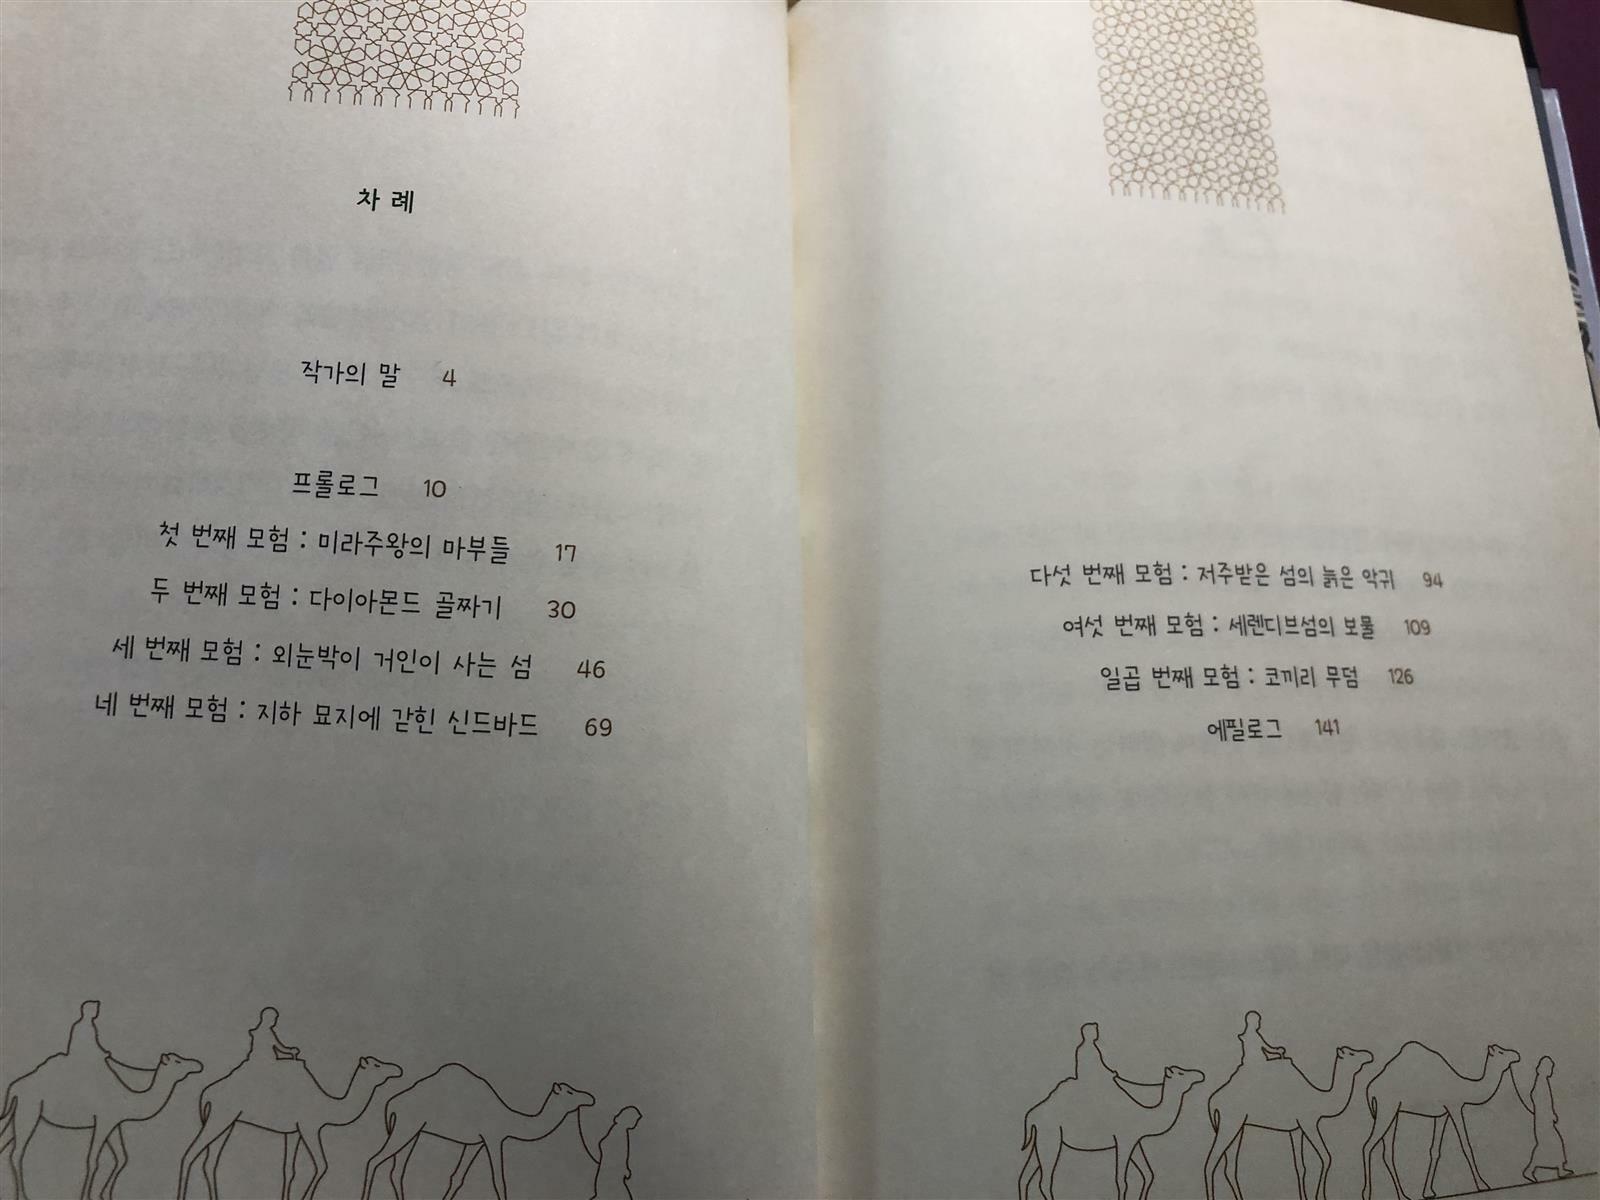 차 례
작가의 말 4
프롤로그 10
첫 번째 모험 : 미라주왕의 마부들 17
두 번째 모험 : 다이아몬드 골짜기 30
세 번째 모험 : 외눈박이 거인이 사는 섬 46
네 번째 모험 : 지하 묘지에 갇힌 신드바드 69
다섯 번째 모험 : 저주받은 섬의 늙은 악귀 94
여섯 번째 모험 : 세렌디브섬의 보물 109
일곱 번째 모험 : 코끼리 무덤 126
에필로그 141